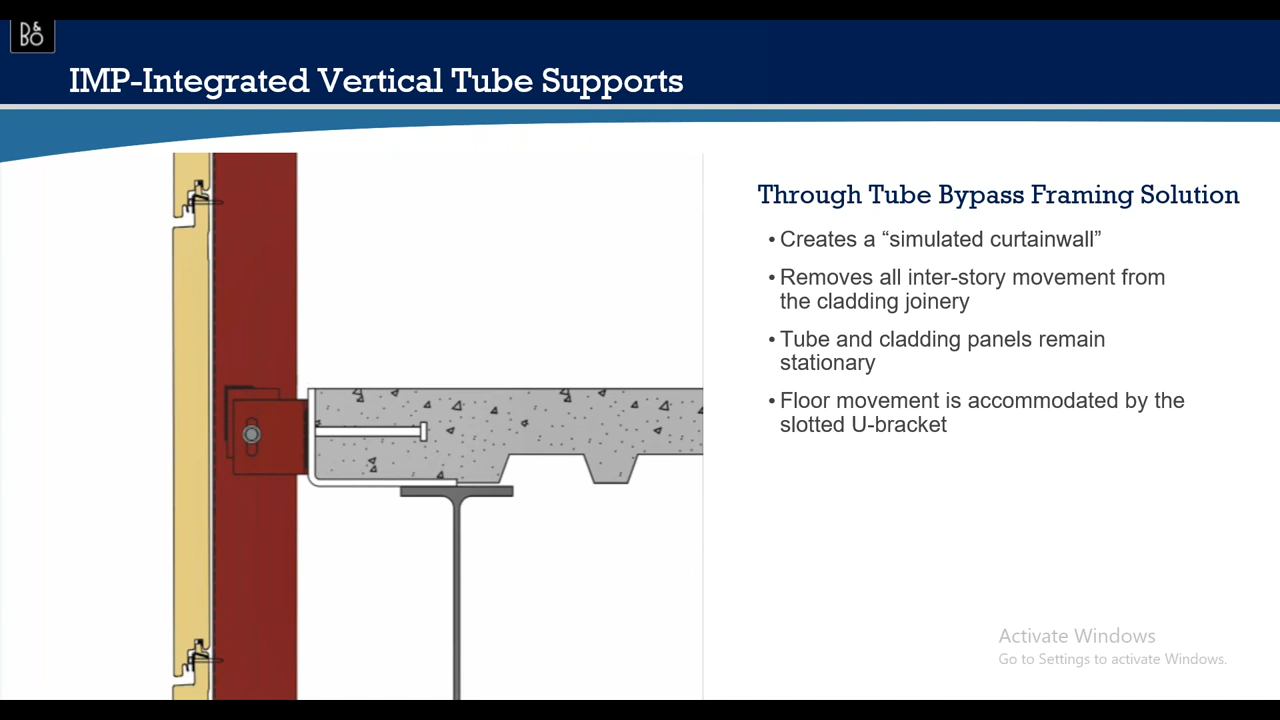 B&O
IMP-Integrated Vertical Tube Supports
Through Tube Bypass Framing Solution
• Creates a “simulated curtainwall”
• Removes all inter-story movement from
the cladding joinery
• Tube and cladding panels remain
stationary
• Floor movement is accommodated by the
slotted U-bracket
Activate Windows
Go to Settings to activate Windows.